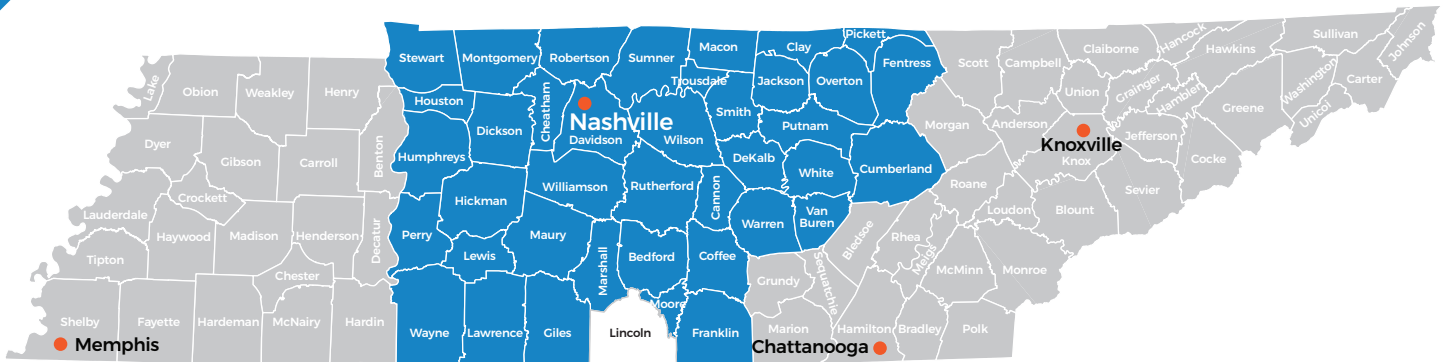 Stewart
Montgomery
Robertson
Sumner
Macon
Clay
Pickett
Fentress
Scott
Campbell
Claiborne
Hancock
Hawkins
Sullivan
Johnson
Lake
Obion
Weakley
Henry
Houston
Dickson
Cheatham
Nashville
Davidson
Wilson
Trousdale
Smith
Jackson
Overton
Putnam
Morgan
Anderson
Union
Grainger
Hamblen
Greene
Washington
Unicoi
Carter
Dyer
Gibson
Carroll
Benton
Humphreys
Hickman
Williamson
Rutherford
Cannon
DeKalb
White
Cumberland
Roane
Knoxville
Knox
Jefferson
Cocke
Sevier
Blount
Loudon
Lauderdale
Crockett
Haywood
Madison
Henderson
Decatur
Perry
Lewis
Maury
Marshall
Bedford
Coffee
Warren
Van
Buren
Bledsoe
Rhea
Meigs
McMinn
Monroe
Tipton
Chester
Grundy
Sequatchie
Shelby
Fayette
Hardeman
McNairy
Hardin
Wayne
Lawrence
Giles
Lincoln
Moore
Franklin
Marion
Hamilton
Bradley
Polk
Memphis
Chattanooga